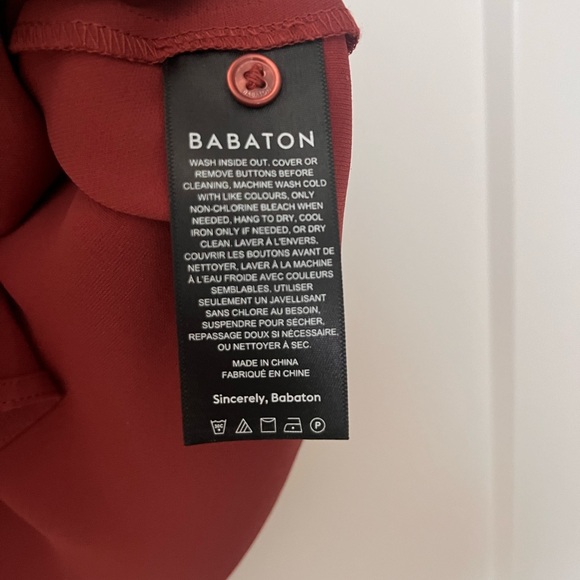 BABATON
WASH INSIDE OUT. COVER OR
REMOVE BUTTONS BEFORE
CLEANING, MACHINE WASH COLD
WITH LIKE COLOURS, ONLY
NON-CHLORINE BLEACH WHEN
NEEDED, HANG TO DRY, COOL
IRON ONLY IF NEEDED, OR DRY
CLEAN. LAVER À L'ENVERS,
COUVRIR LES BOUTONS AVANT DE
NETTOYER, LAVER À LA MACHINE
À L'EAU FROIDE AVEC COULEURS
SEMBLABLES, UTILISER
SEULEMENT UN JAVELLISANT
SANS CHLORE AU BESOIN,
SUSPENDRE POUR SÉCHER,
REPASSAGE DOUX SI NÉCESSAIRE,
OU NETTOYER À SEC.
MADE IN CHINA
FABRIQUÉ EN CHINE
Sincerely, Babaton
P